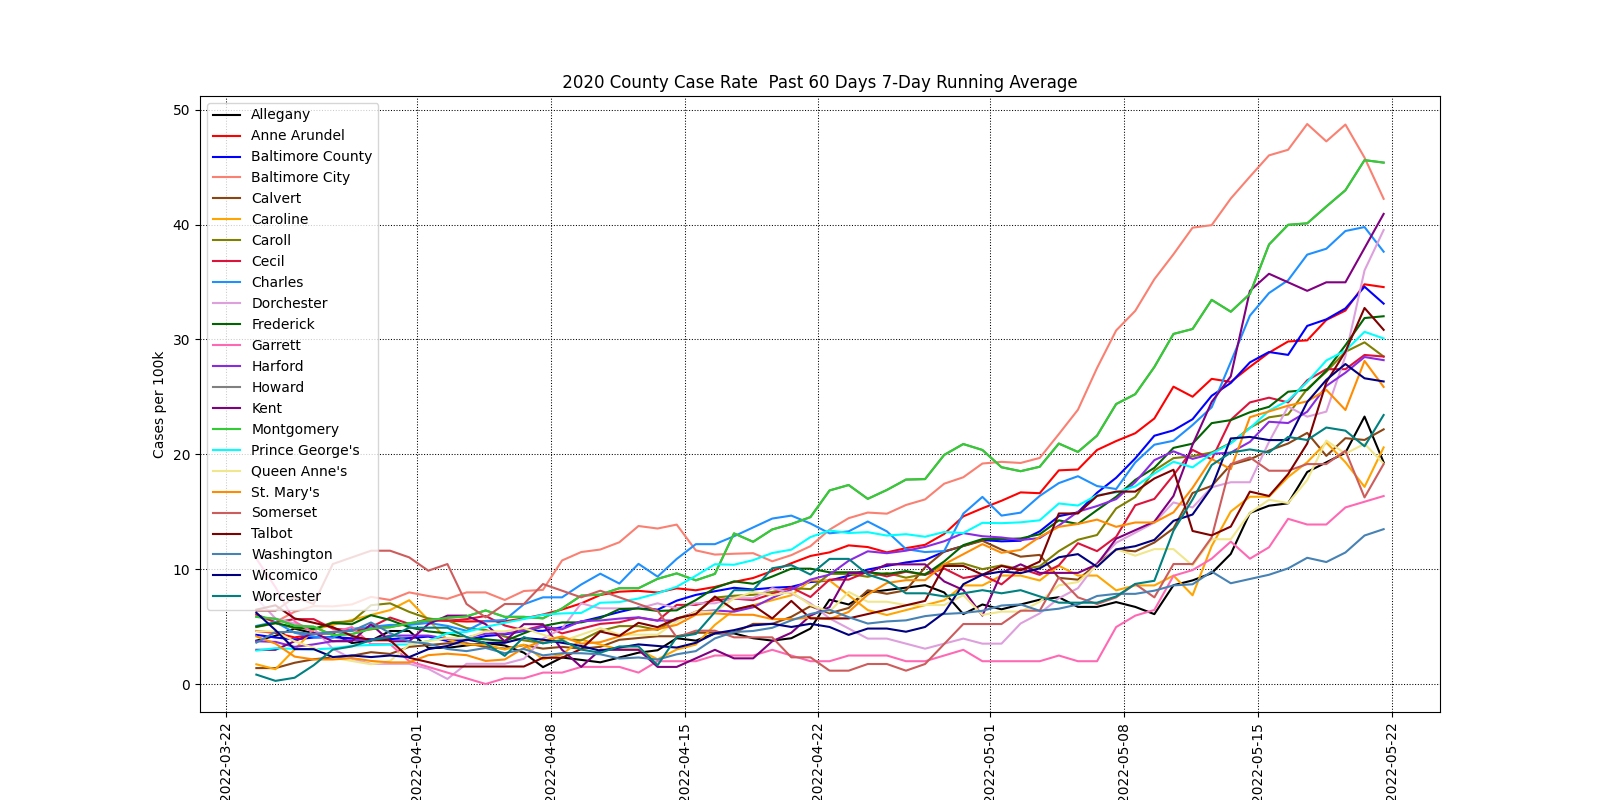 2020 County Case Rate  Past 60 Days 7-Day Running Average
Cases per 100k
50
40
30
20
10
0
Allegany
Anne Arundel
Baltimore County
Baltimore City
Calvert
Caroline
Caroll
Cecil
Charles
Dorchester
Frederick
Garrett
Harford
Howard
Kent
Montgomery
Prince George's
Queen Anne's
St. Mary's
Somerset
Talbot
Washington
Wicomico
Worcester
2022-03-22
2022-04-01
2022-04-08
2022-04-15
2022-04-22
2022-05-01
2022-05-08
2022-05-15
2022-05-22